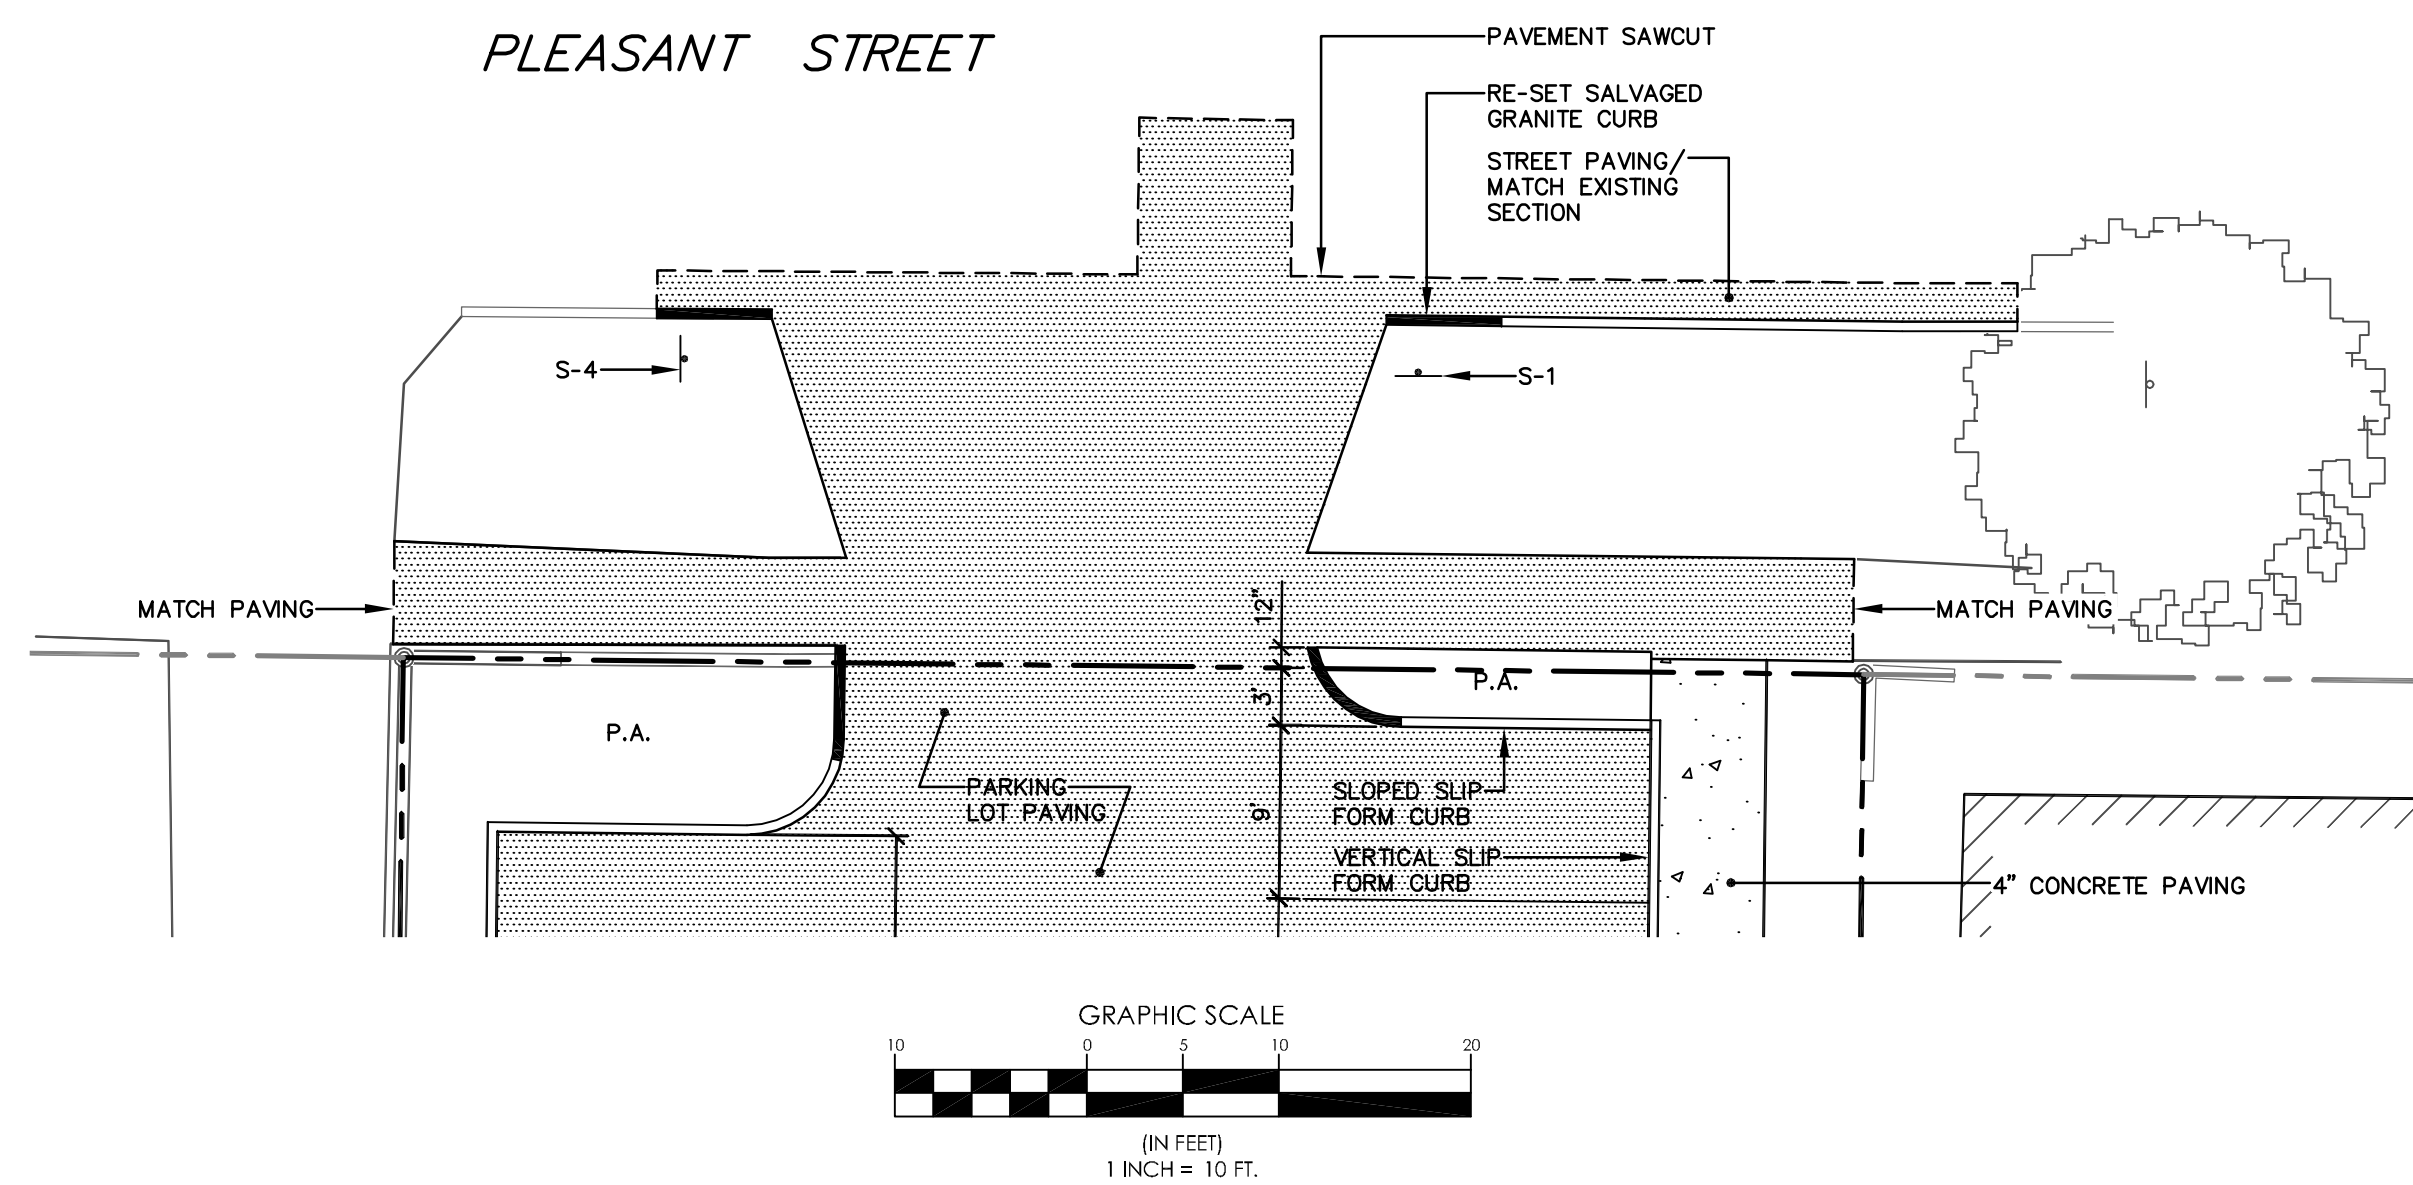 PLEASANT STREET
PAVEMENT SAWCUT
RE-SET SALVAGED
GRANITE CURB
STREET PAVING/
MATCH EXISTING
SECTION
S-4
S-1
MATCH PAVING
12"
MATCH PAVING
P.A.
3'
P.A.
PARKING
LOT PAVING
9'
SLOPED SLIP
FORM CURB
VERTICAL SLIP
FORM CURB
4" CONCRETE PAVING
GRAPHIC SCALE
10 0 5 10 20
(IN FEET)
1 INCH = 10 FT.